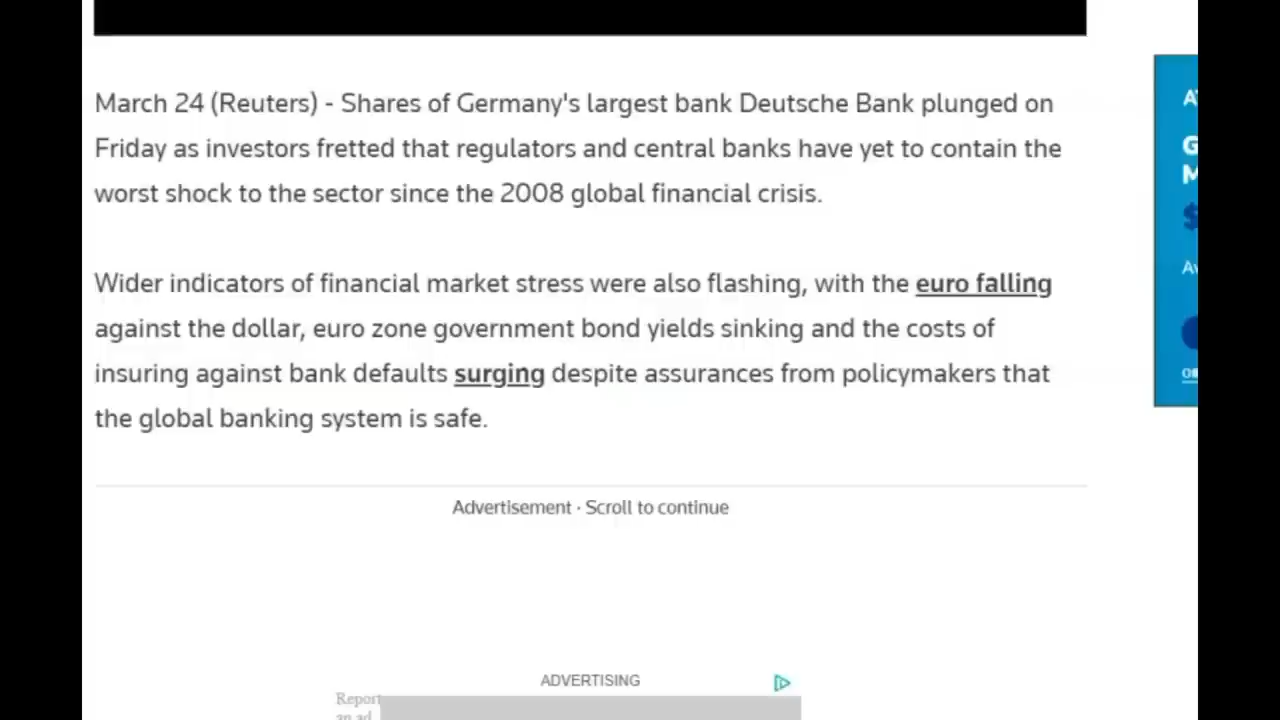 March 24 (Reuters) - Shares of Germany's largest bank Deutsche Bank plunged on
Friday as investors fretted that regulators and central banks have yet to contain the
worst shock to the sector since the 2008 global financial crisis.
Wider indicators of financial market stress were also flashing, with the euro falling
against the dollar, euro zone government bond yields sinking and the costs of
insuring against bank defaults surging despite assurances from policymakers that
the global banking system is safe.
Advertisement · Scroll to continue
ADVERTISING
Report
an ad